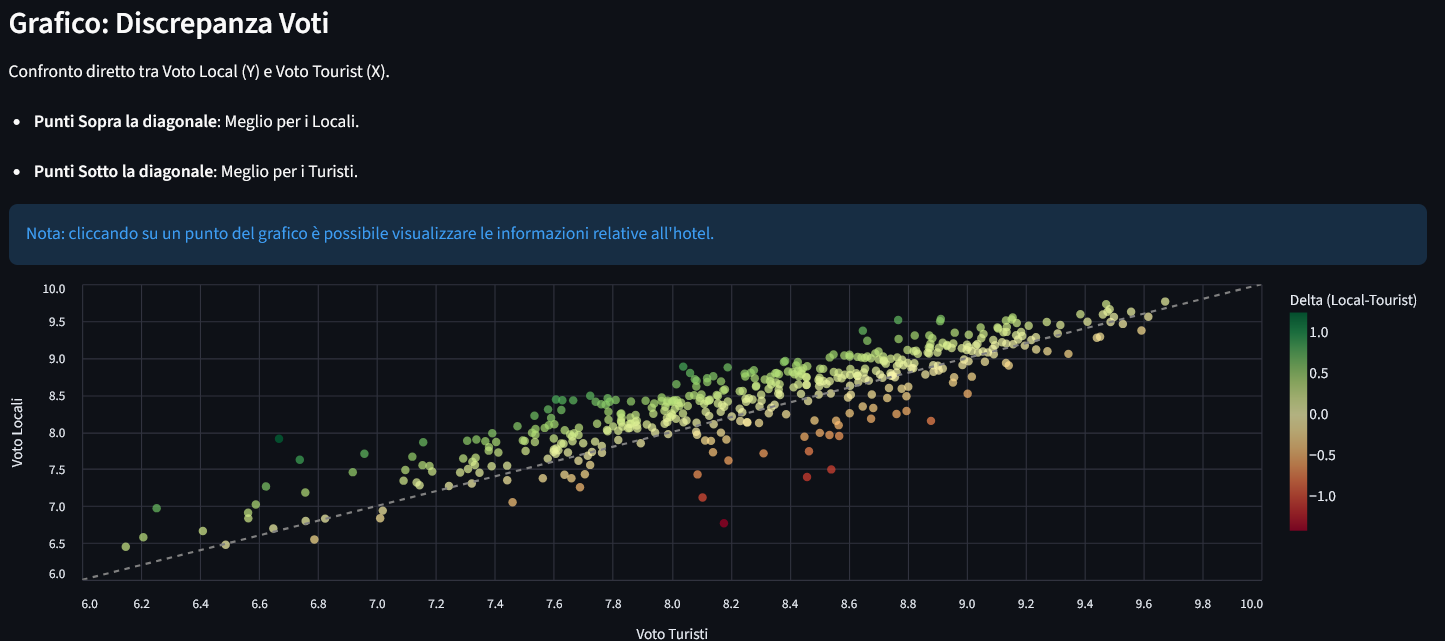 Grafico: Discrepanza Voti
Confronto diretto tra Voto Local (Y) e Voto Tourist (X).
• Punti Sopra la diagonale: Meglio per i Locali.
• Punti Sotto la diagonale: Meglio per i Turisti.
Nota: cliccando su un punto del grafico è possibile visualizzare le informazioni relative all'hotel.
Voto Locali
10.0
9.5
9.0
8.5
8.0
7.5
7.0
6.5
6.0
6.0 6.2 6.4 6.6 6.8 7.0 7.2 7.4 7.6 7.8 8.0 8.2 8.4 8.6 8.8 9.0 9.2 9.4 9.6 9.8 10.0
Voto Turisti
Delta (Local-Tourist)
1.0
0.5
0.0
−0.5
−1.0